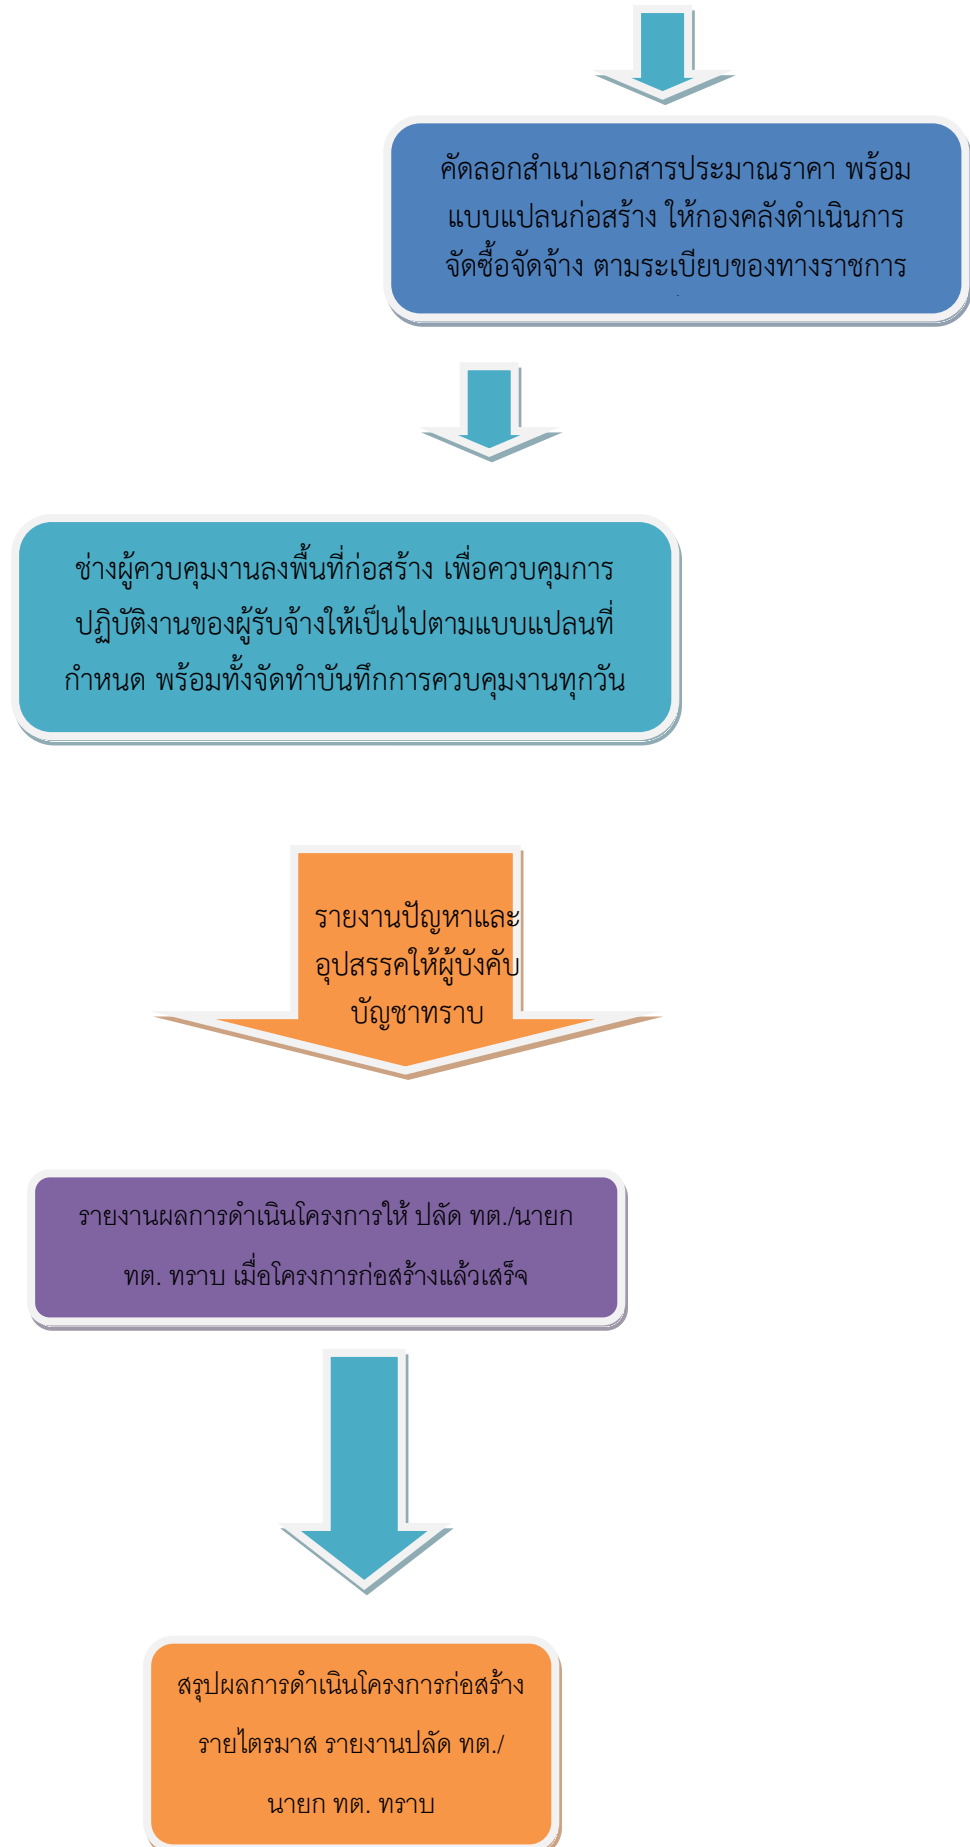 คัดลอกสำเนาเอกสารประมาณราคา พร้อม
แบบแปลนก่อสร้าง ให้กองคลังดำเนินการ
จัดซื้อจัดจ้าง ตามระเบียบของทางราชการ
ช่างผู้ควบคุมงานลงพื้นที่ก่อสร้าง เพื่อควบคุมการ
ปฏิบัติงานของผู้รับจ้างให้เป็นไปตามแบบแปลนที่
กำหนด พร้อมทั้งจัดทำบันทึกการควบคุมงานทุกวัน
รายงานปัญหาและ
อุปสรรคให้ผู้บังคับ
บัญชาทราบ
รายงานผลการดำเนินโครงการให้ ปลัด ทต./นายก
ทต. ทราบ เมื่อโครงการก่อสร้างแล้วเสร็จ
สรุปผลการดำเนินโครงการก่อสร้าง
รายไตรมาส รายงานปลัด ทต./
นายก ทต. ทราบ